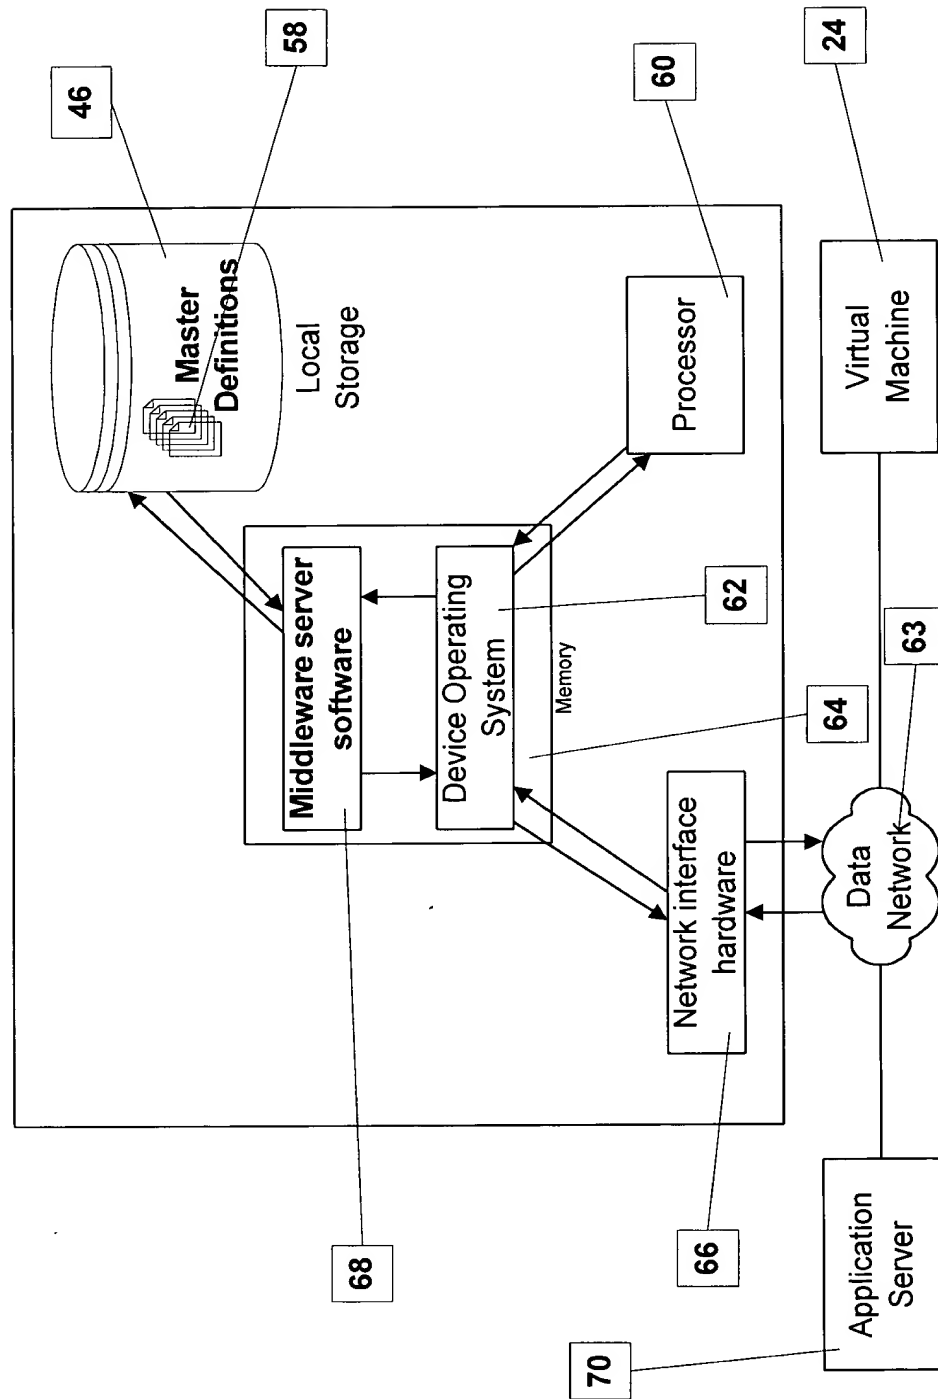 46
58
Master
Definitions
Local
Storage
Middleware server
software
68
Device Operating
System
62
Memory
64
Processor
60
Network interface
hardware
66
Application
Server
70
Data
Network
63
Virtual
Machine
24